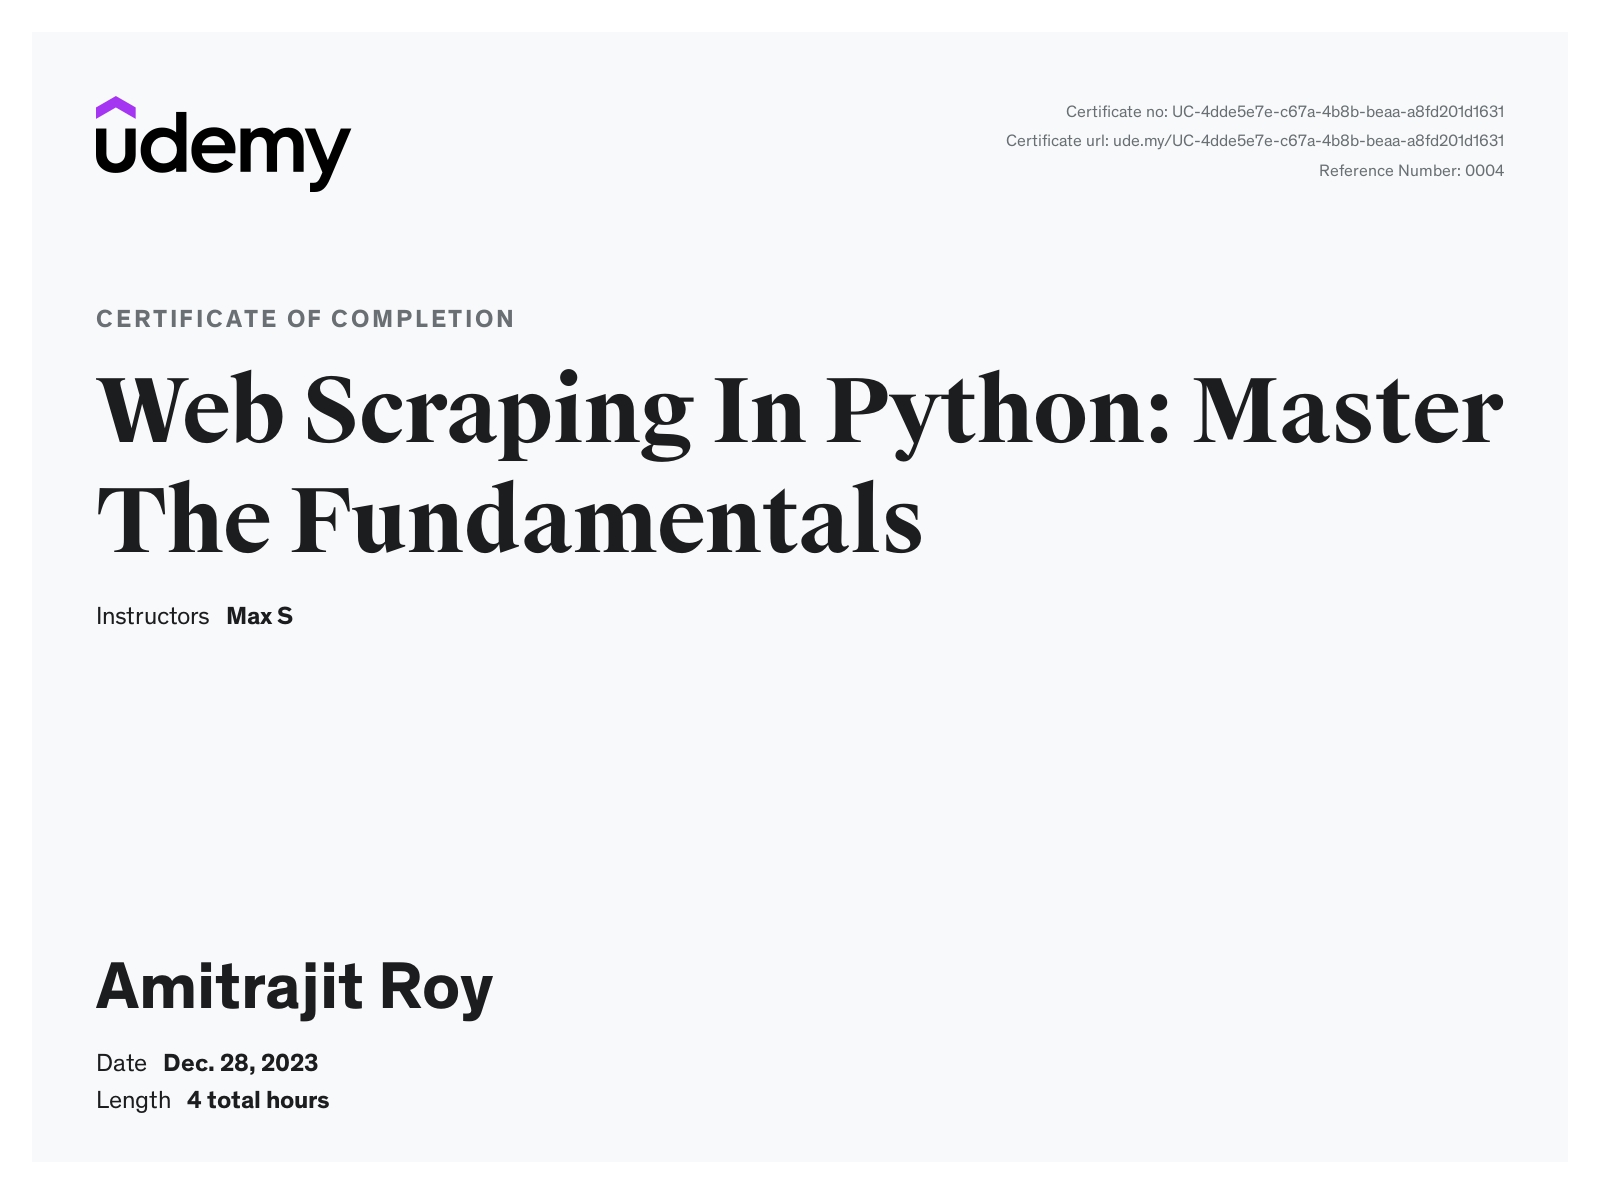 udemy
Certificate no: UC-4dde5e7e-c67a-4b8b-beaa-a8fd201d1631
Certificate url: ude.my/UC-4dde5e7e-c67a-4b8b-beaa-a8fd201d1631
Reference Number: 0004
CERTIFICATE OF COMPLETION
Web Scraping In Python: Master
The Fundamentals
Instructors Max S
Amitrajit Roy
Date Dec. 28, 2023
Length 4 total hours